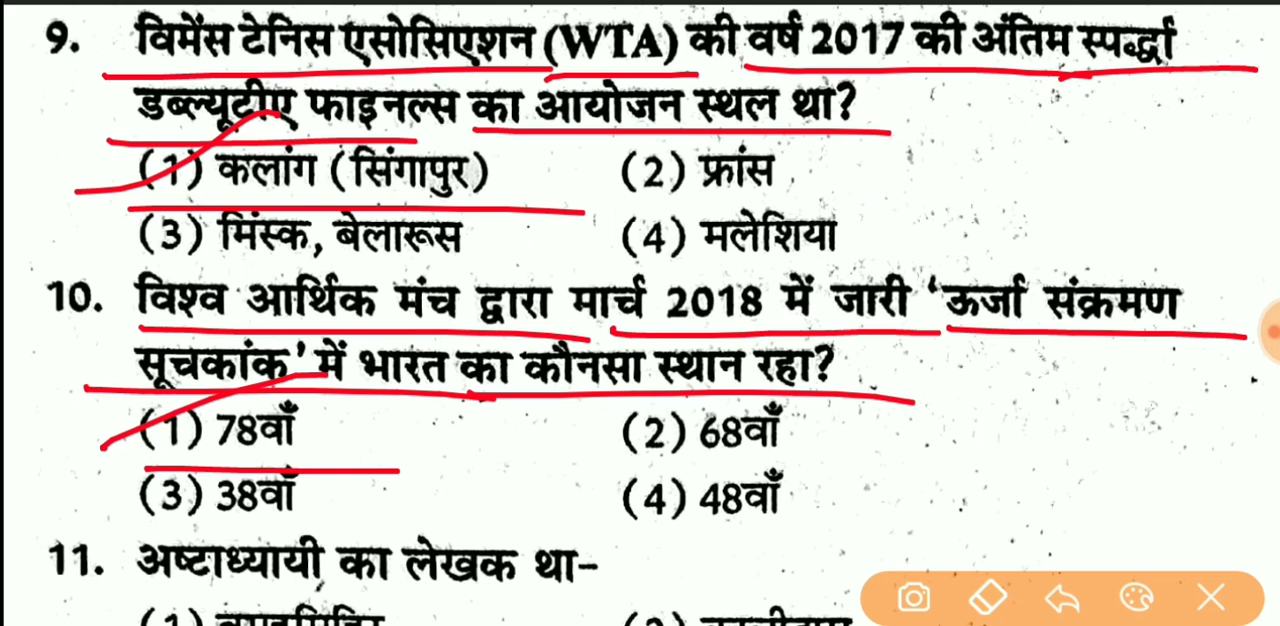 9. विमेंस टेनिस एसोसिएशन (WTA) की वर्ष 2017 की अंतिम स्पर्द्धा
डब्ल्यूटीए फाइनल्स का आयोजन स्थल था?
(1) कलांग (सिंगापुर) (2) फ्रांस
(3) मिंस्क, बेलारूस (4) मलेशिया
10. विश्व आर्थिक मंच द्वारा मार्च 2018 में जारी ‘ऊर्जा संक्रमण
सूचकांक’ में भारत का कौनसा स्थान रहा?
(1) 78वाँ (2) 68वाँ
(3) 38वाँ (4) 48वाँ
11. अष्टाध्यायी का लेखक था-
(1) (2)